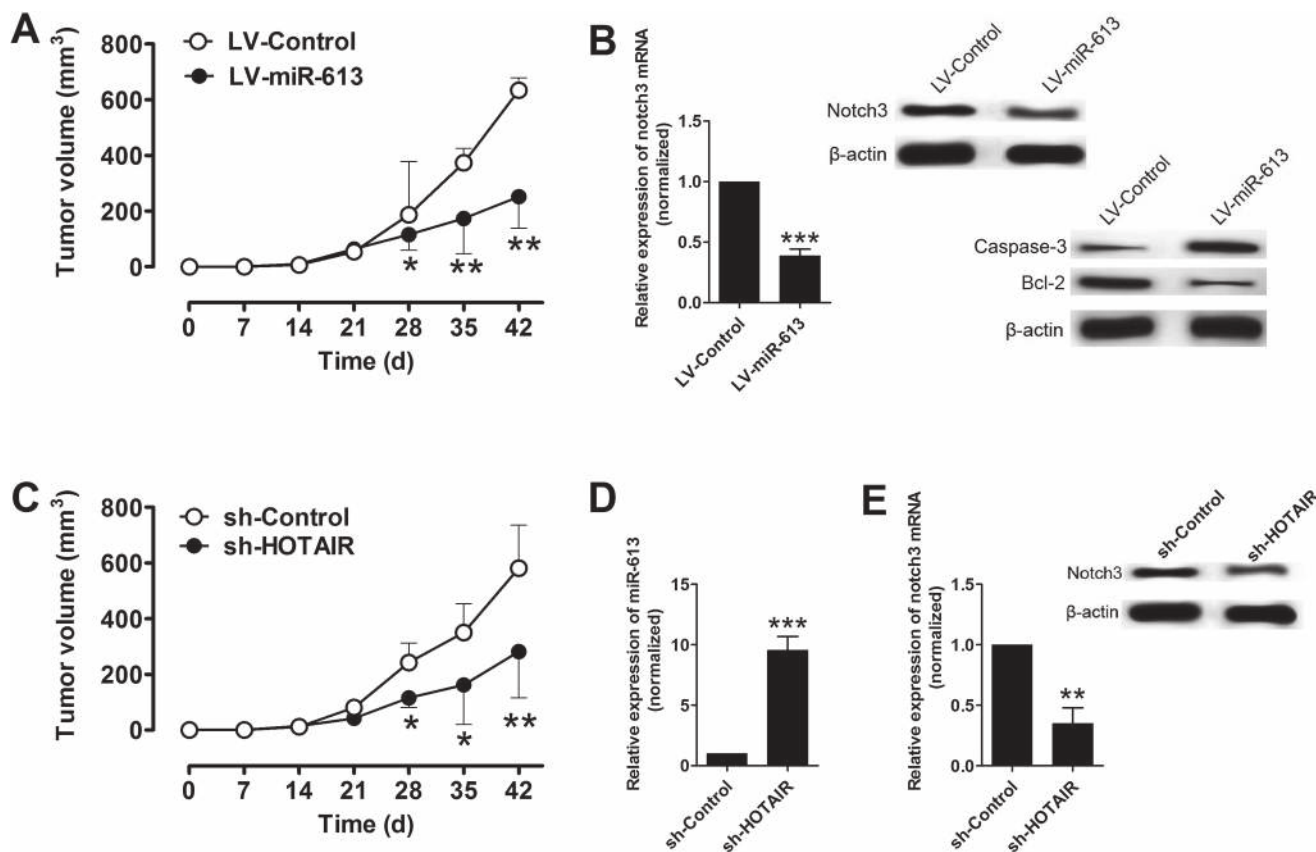 A
Tumor volume (mm³)
800
600
400
200
0
LV-Control
LV-miR-613
*
**
**
0 7 14 21 28 35 42
Time (d)
B
Relative expression of notch3 mRNA
(normalized)
1.5
1.0
0.5
0.0
***
LV-Control
LV-miR-613
LV-Control
LV-miR-613
Notch3
β-actin
LV-Control
LV-miR-613
Caspase-3
Bcl-2
β-actin
C
Tumor volume (mm³)
800
600
400
200
0
sh-Control
sh-HOTAIR
*
*
**
0 7 14 21 28 35 42
Time (d)
D
Relative expression of miR-613
(normalized)
15
10
5
0
***
sh-Control
sh-HOTAIR
E
Relative expression of notch3 mRNA
(normalized)
1.5
1.0
0.5
0.0
**
sh-Control
sh-HOTAIR
sh-Control
sh-HOTAIR
Notch3
β-actin